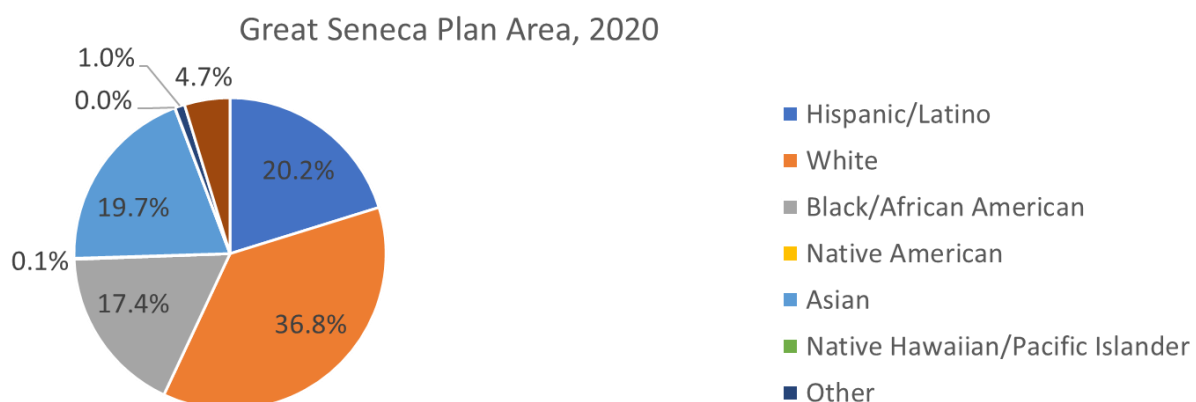 Great Seneca Plan Area, 2020
1.0%
4.7%
0.0%
20.2%
19.7%
0.1%
17.4%
36.8%
Hispanic/Latino
White
Black/African American
Native American
Asian
Native Hawaiian/Pacific Islander
Other